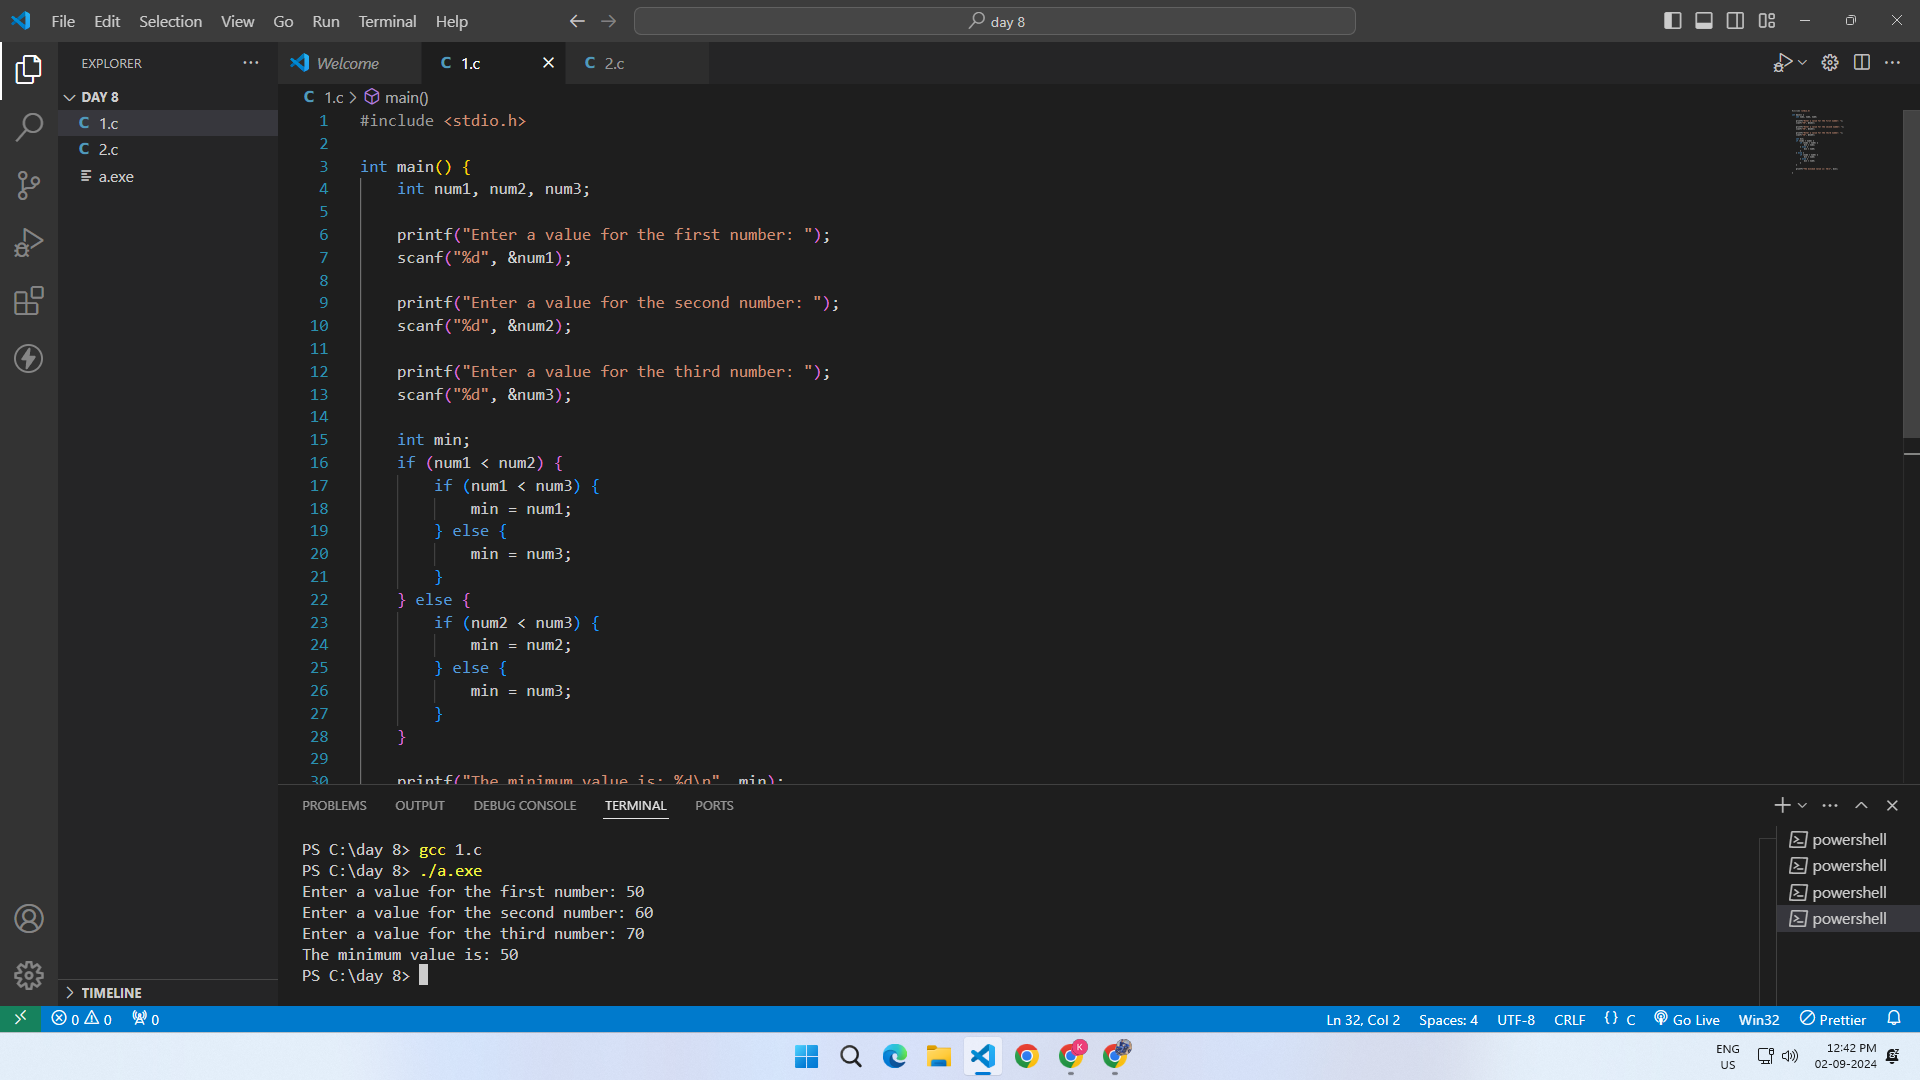 File Edit Selection View Go Run Terminal Help
day 8
EXPLORER
DAY 8
C 1.c
C 2.c
a.exe
TIMELINE
Welcome
C 1.c
C 2.c
C 1.c > main()
1 #include <stdio.h>
2
3 int main() {
4 int num1, num2, num3;
5
6 printf("Enter a value for the first number: ");
7 scanf("%d", &num1);
8
9 printf("Enter a value for the second number: ");
10 scanf("%d", &num2);
11
12 printf("Enter a value for the third number: ");
13 scanf("%d", &num3);
14
15 int min;
16 if (num1 < num2) {
17 if (num1 < num3) {
18 min = num1;
19 } else {
20 min = num3;
21 }
22 } else {
23 if (num2 < num3) {
24 min = num2;
25 } else {
26 min = num3;
27 }
28 }
29
30 printf("The minimum value is: %d\n", min);
PROBLEMS OUTPUT DEBUG CONSOLE TERMINAL PORTS
PS C:\day 8> gcc 1.c
PS C:\day 8> ./a.exe
Enter a value for the first number: 50
Enter a value for the second number: 60
Enter a value for the third number: 70
The minimum value is: 50
PS C:\day 8>
powershell
powershell
powershell
powershell
0 0 0
Ln 32, Col 2 Spaces: 4 UTF-8 CRLF {} C Go Live Win32 Prettier
K
ENG
US
12:42 PM
02-09-2024